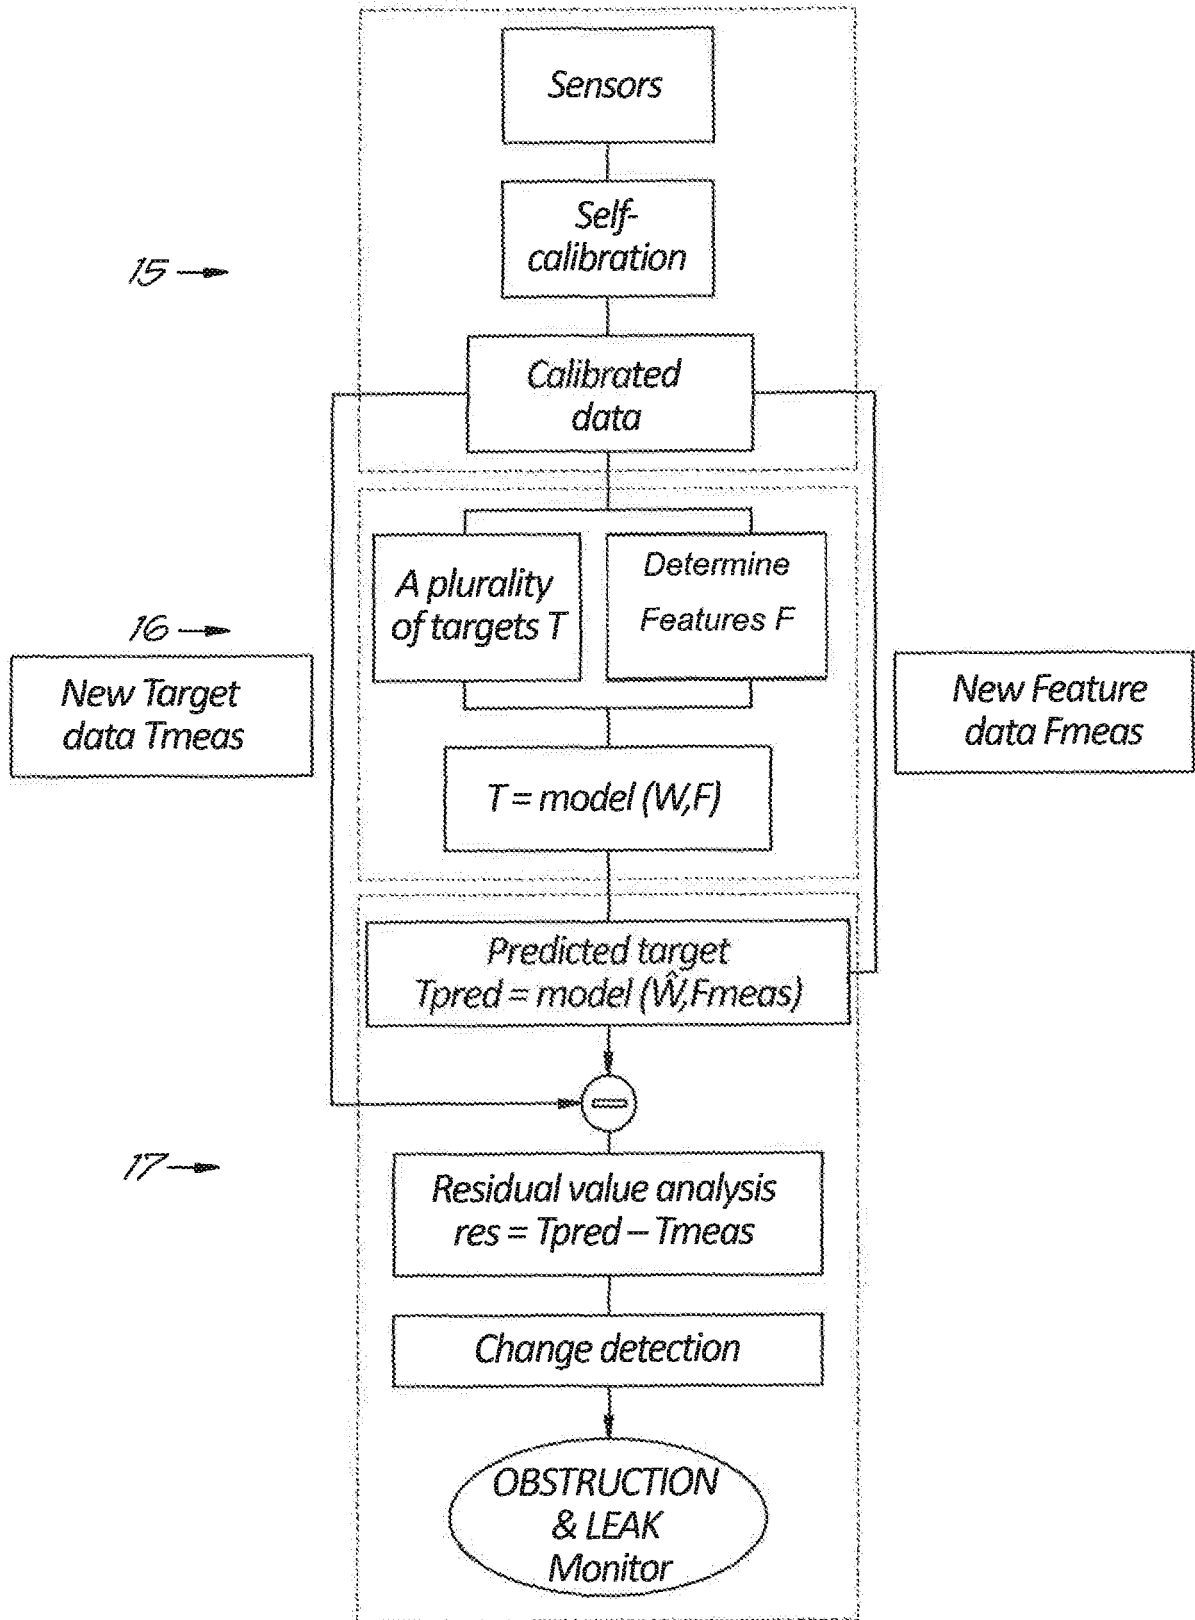 Sensors
Self-
calibration
15
Calibrated
data
A plurality
of targets T
Determine
Features F
16
New Target
data Tmeas
New Feature
data Fmeas
T = model (W,F)
Predicted target
Tpred = model (Ŵ,Fmeas)
17
Residual value analysis
res = Tpred – Tmeas
Change detection
OBSTRUCTION
& LEAK
Monitor